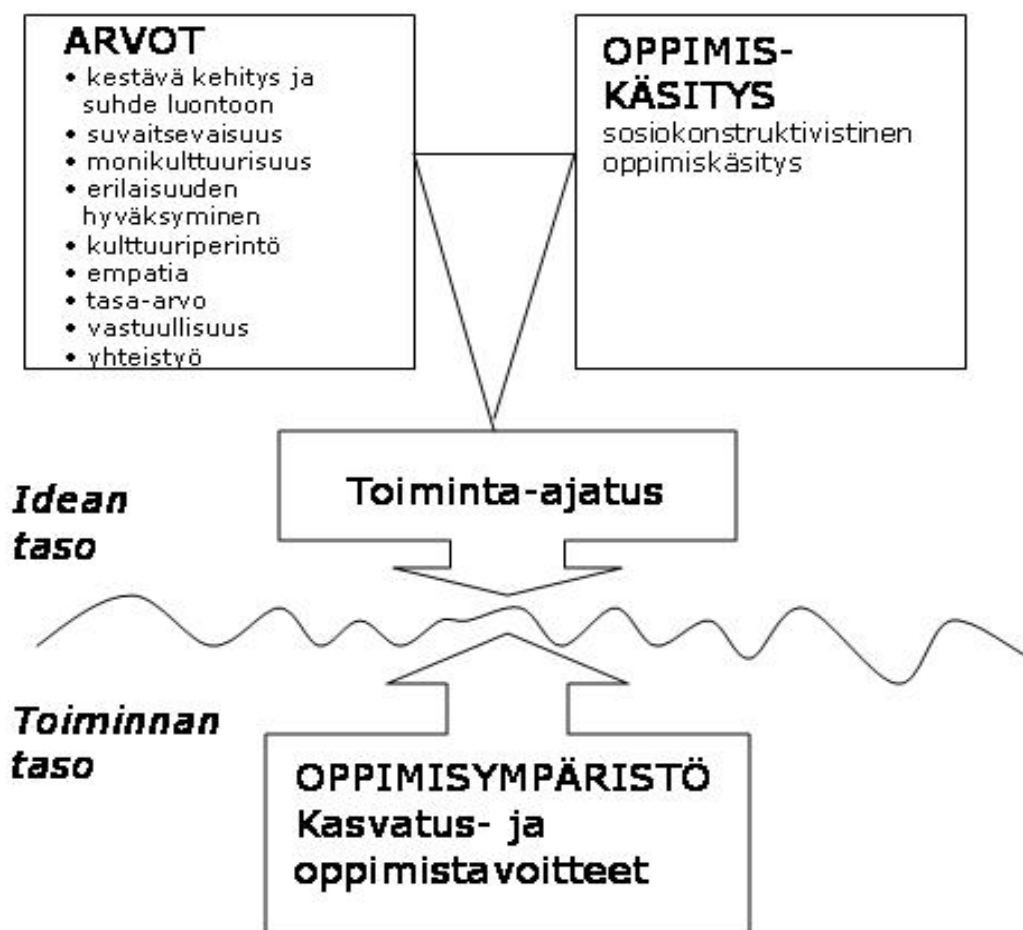 ARVOT
• kestävä kehitys ja
suhde luontoon
• suvaitsevaisuus
• monikulttuurisuus
• erilaisuuden
hyväksyminen
• kulttuuriperintö
• empatia
• tasa-arvo
• vastuullisuus
• yhteistyö
OPPIMIS-
KÄSITYS
sosiokonstruktivistinen
oppimiskäsitys
Toiminta-ajatus
Idean
taso
Toiminnan
taso
OPPIMISYMPÄRISTÖ
Kasvatus- ja
oppimistavoitteet